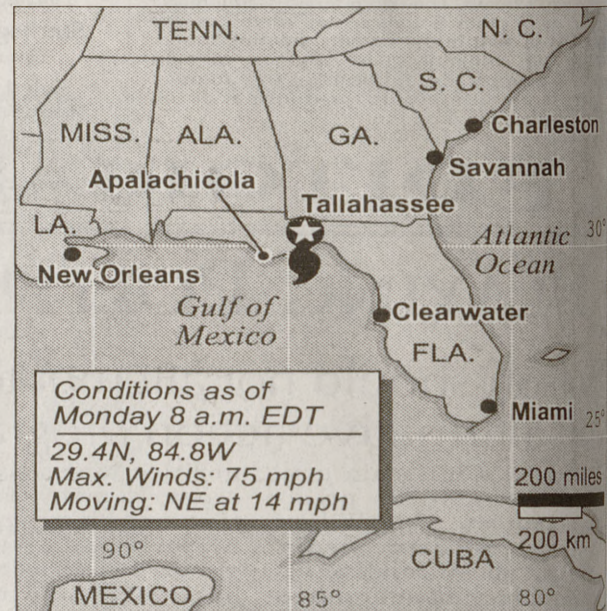 TENN.
N. C.
S. C.
MISS.
ALA.
GA.
Charleston
Savannah
Apalachicola
Tallahassee
LA.
30°
Atlantic
Ocean
New Orleans
Gulf of
Mexico
Clearwater
FLA.
Conditions as of
Monday 8 a.m. EDT
29.4N, 84.8W
Max. Winds: 75 mph
Moving: NE at 14 mph
Miami
25°
200 miles
200 km
90°
CUBA
MEXICO
85°
80°